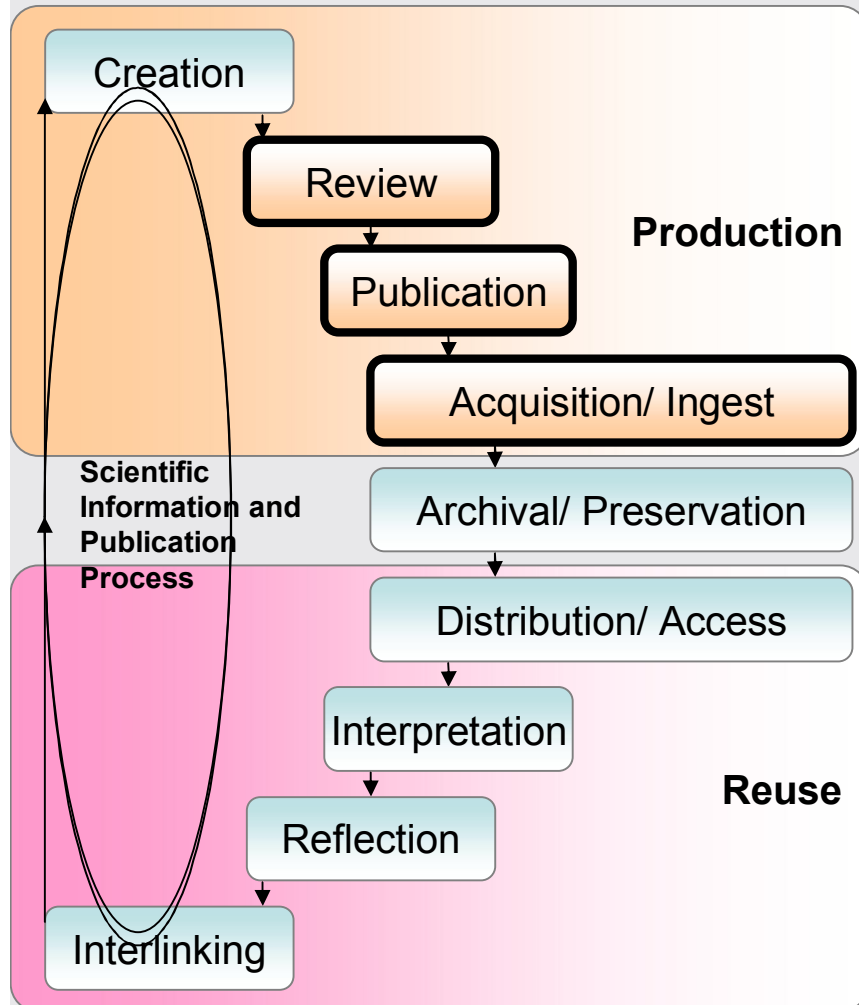 Creation
Review
Production
Publication
Acquisition/ Ingest
Scientific
Information and
Publication
Process
Archival/ Preservation
Distribution/ Access
Interpretation
Reuse
Reflection
Interlinking